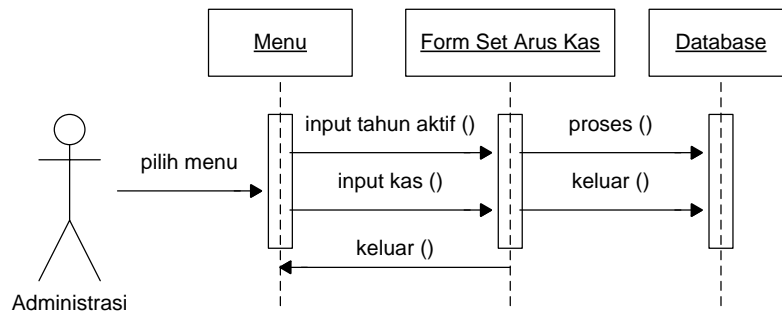 Menu
Form Set Arus Kas
Database
input tahun aktif ()
proses ()
pilih menu
input kas ()
keluar ()
keluar ()
Administrasi